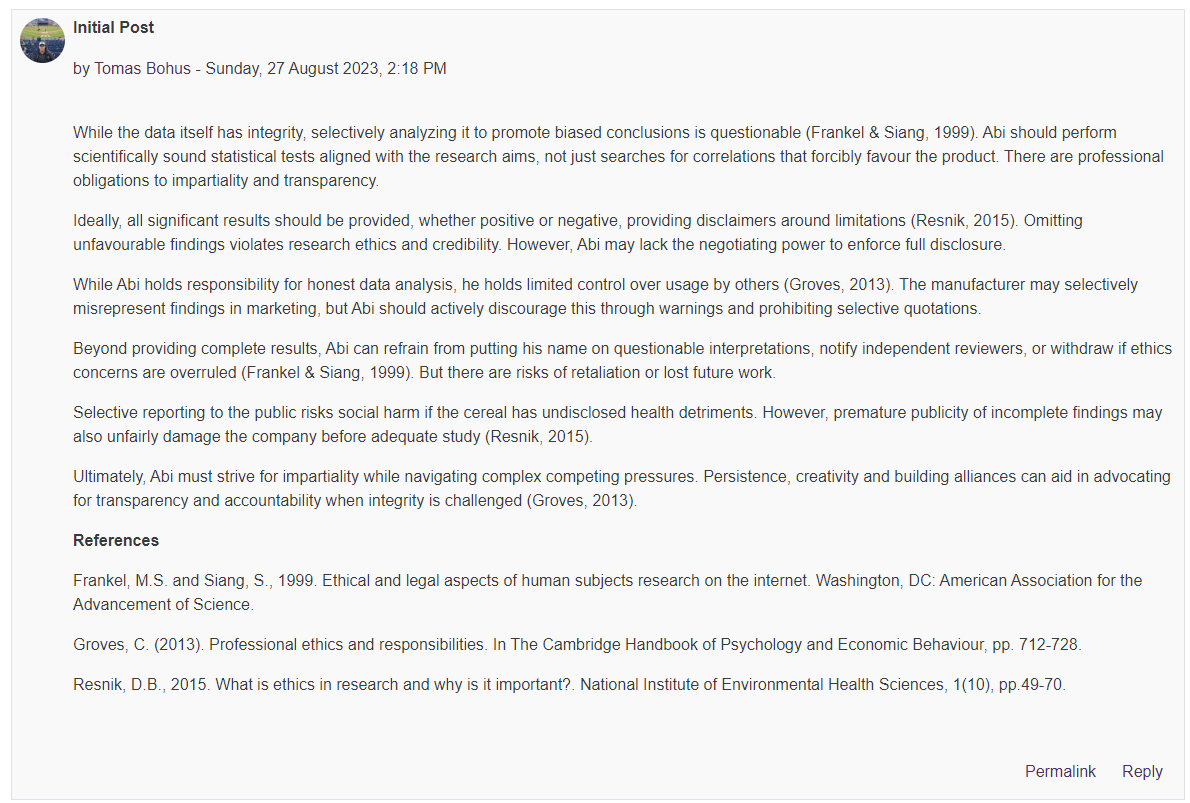 Initial Post
by Tomas Bohus - Sunday, 27 August 2023, 2:18 PM
While the data itself has integrity, selectively analyzing it to promote biased conclusions is questionable (Frankel & Siang, 1999). Abi should perform
scientifically sound statistical tests aligned with the research aims, not just searches for correlations that forcibly favour the product. There are professional
obligations to impartiality and transparency.
Ideally, all significant results should be provided, whether positive or negative, providing disclaimers around limitations (Resnik, 2015). Omitting
unfavourable findings violates research ethics and credibility. However, Abi may lack the negotiating power to enforce full disclosure.
While Abi holds responsibility for honest data analysis, he holds limited control over usage by others (Groves, 2013). The manufacturer may selectively
misrepresent findings in marketing, but Abi should actively discourage this through warnings and prohibiting selective quotations.
Beyond providing complete results, Abi can refrain from putting his name on questionable interpretations, notify independent reviewers, or withdraw if ethics
concerns are overruled (Frankel & Siang, 1999). But there are risks of retaliation or lost future work.
Selective reporting to the public risks social harm if the cereal has undisclosed health detriments. However, premature publicity of incomplete findings may
also unfairly damage the company before adequate study (Resnik, 2015).
Ultimately, Abi must strive for impartiality while navigating complex competing pressures. Persistence, creativity and building alliances can aid in advocating
for transparency and accountability when integrity is challenged (Groves, 2013).
References
Frankel, M.S. and Siang, S., 1999. Ethical and legal aspects of human subjects research on the internet. Washington, DC: American Association for the
Advancement of Science.
Groves, C. (2013). Professional ethics and responsibilities. In The Cambridge Handbook of Psychology and Economic Behaviour, pp. 712-728.
Resnik, D.B., 2015. What is ethics in research and why is it important?. National Institute of Environmental Health Sciences, 1(10), pp.49-70.
Permalink Reply